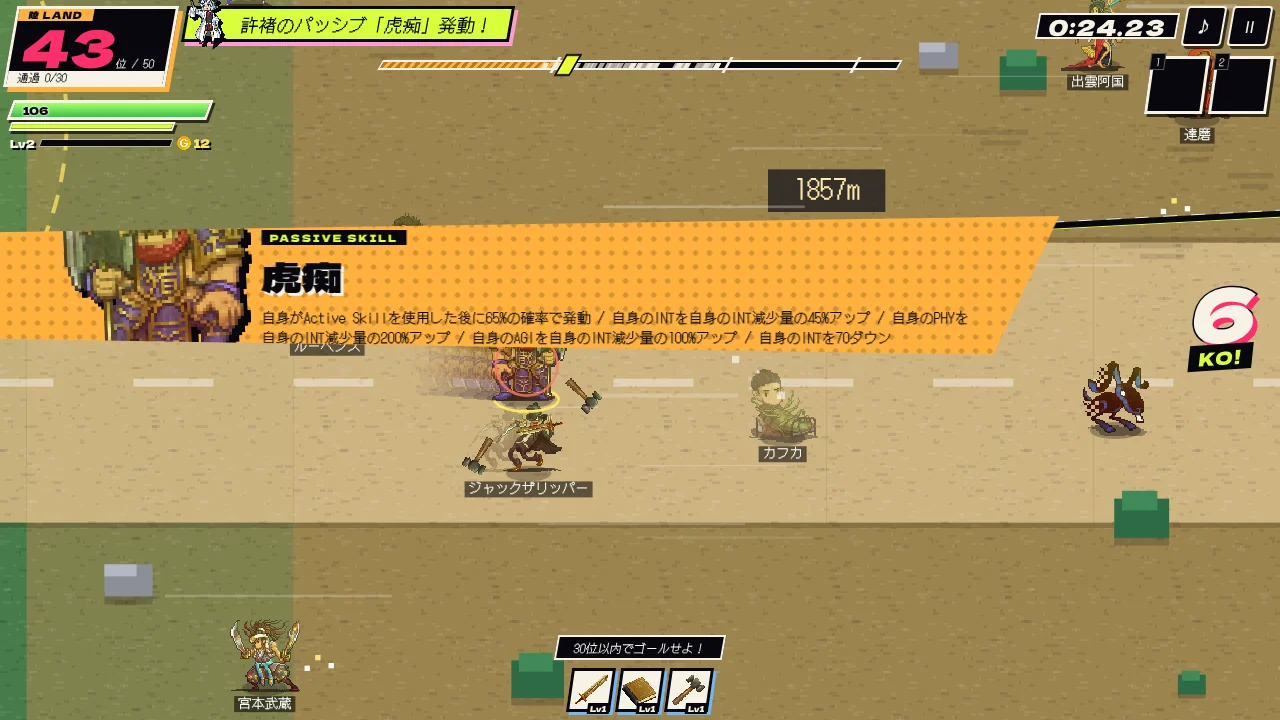 陸 LAND
43位 / 50
通過 0/30
許褚のパッシブ「虎痴」発動！
0:24.23
106
Lv2
G 12
1
2
出雲阿国
達磨
1857m
PASSIVE SKILL
虎痴
自身がActive Skillを使用した後に65%の確率で発動 / 自身のINTを自身のINT減少量の45%アップ / 自身のPHYを
自身のINT減少量の200%アップ / 自身のAGIを自身のINT減少量の100%アップ / 自身のINTを70ダウン
ルーベンス
6
KO!
カフカ
ジャックザリッパー
宮本武蔵
30位以内でゴールせよ！
Lv1
Lv1
Lv1